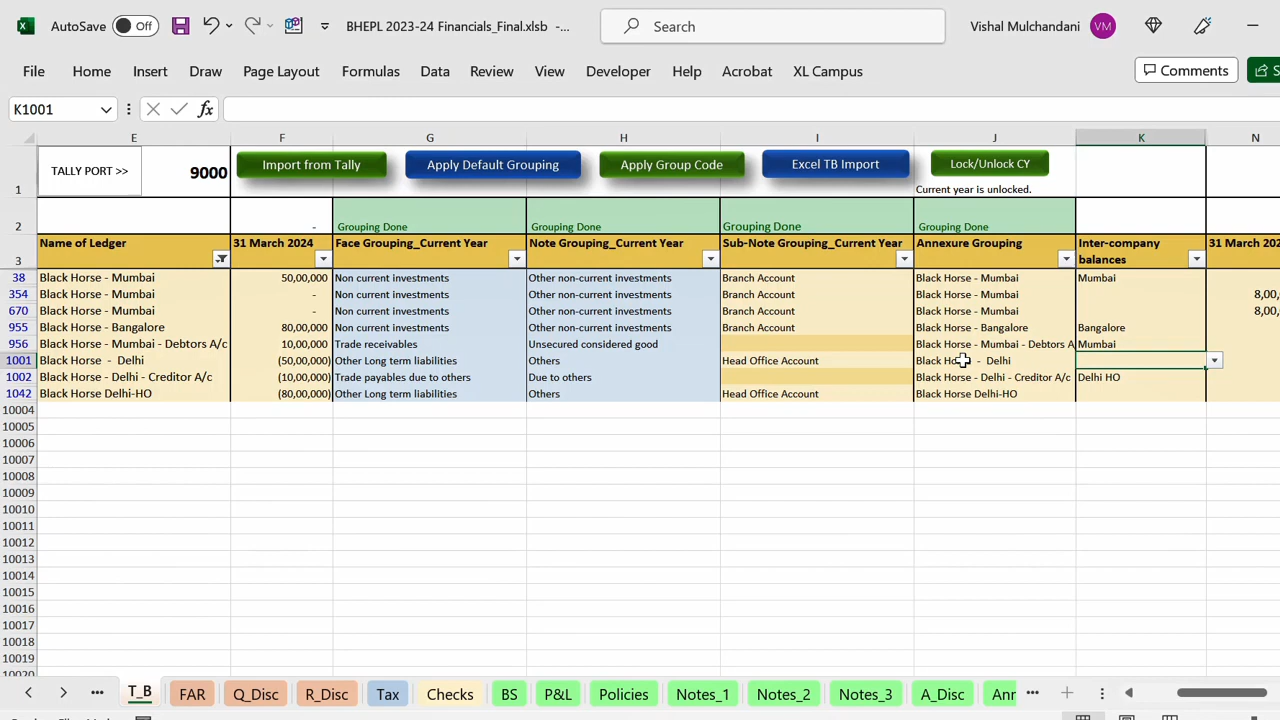 AutoSave Off BHEPL 2023-24 Financials_Final.xlsb -... Search Vishal Mulchandani VM
File Home Insert Draw Page Layout Formulas Data Review View Developer Help Acrobat XL Campus Comments S
K1001 fx
E F G H I J K N
1 TALLY PORT >> 9000 Import from Tally Apply Default Grouping Apply Group Code Excel TB Import Lock/Unlock CY
Current year is unlocked.
2 - Grouping Done Grouping Done Grouping Done Grouping Done
3 Name of Ledger 31 March 2024 Face Grouping_Current Year Note Grouping_Current Year Sub-Note Grouping_Current Year Annexure Grouping Inter-company balances 31 March 202
38 Black Horse - Mumbai 50,00,000 Non current investments Other non-current investments Branch Account Black Horse - Mumbai Mumbai
354 Black Horse - Mumbai - Non current investments Other non-current investments Branch Account Black Horse - Mumbai 8,00,
670 Black Horse - Mumbai - Non current investments Other non-current investments Branch Account Black Horse - Mumbai 8,00,
955 Black Horse - Bangalore 80,00,000 Non current investments Other non-current investments Branch Account Black Horse - Bangalore Bangalore
956 Black Horse - Mumbai - Debtors A/c 10,00,000 Trade receivables Unsecured considered good Black Horse - Mumbai - Debtors A Mumbai
1001 Black Horse - Delhi (50,00,000) Other Long term liabilities Others Head Office Account Black Ho - Delhi
1002 Black Horse - Delhi - Creditor A/c (10,00,000) Trade payables due to others Due to others Black Horse - Delhi - Creditor A/c Delhi HO
1042 Black Horse Delhi-HO (80,00,000) Other Long term liabilities Others Head Office Account Black Horse Delhi-HO
10004
10005
10006
10007
10008
10009
10010
10011
10012
10013
10014
10015
10016
10017
10018
10019
... T_B FAR Q_Disc R_Disc Tax Checks BS P&L Policies Notes_1 Notes_2 Notes_3 A_Disc Anr ...